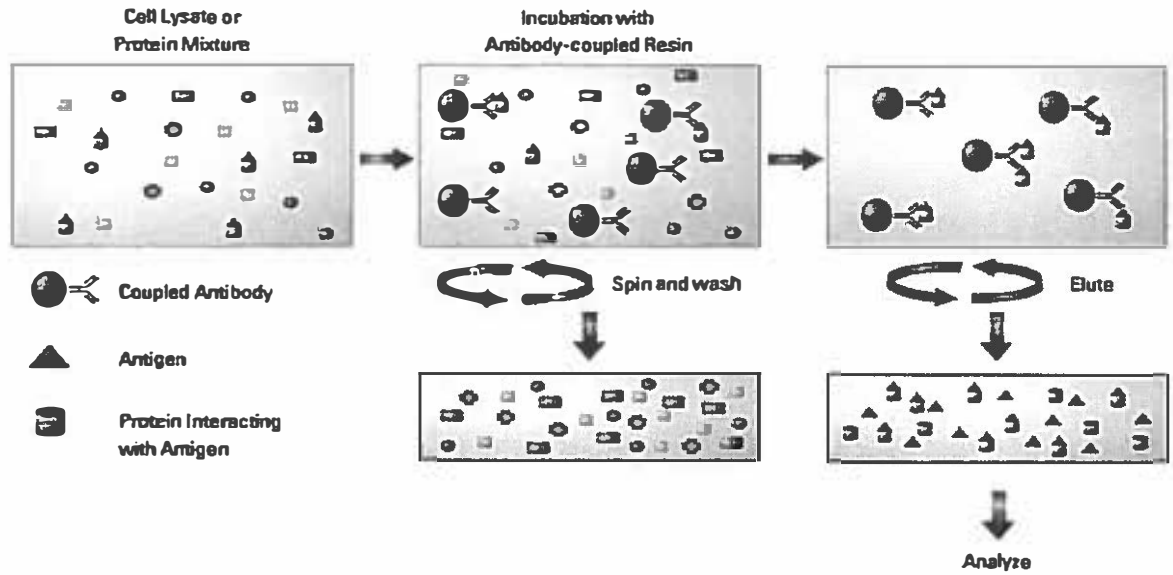 Cell Lysate or
Protein Mixture
Incubation with
Antibody-coupled Resin
Coupled Antibody
Antigen
Protein Interacting
with Antigen
Spin and wash
Elute
Analyze